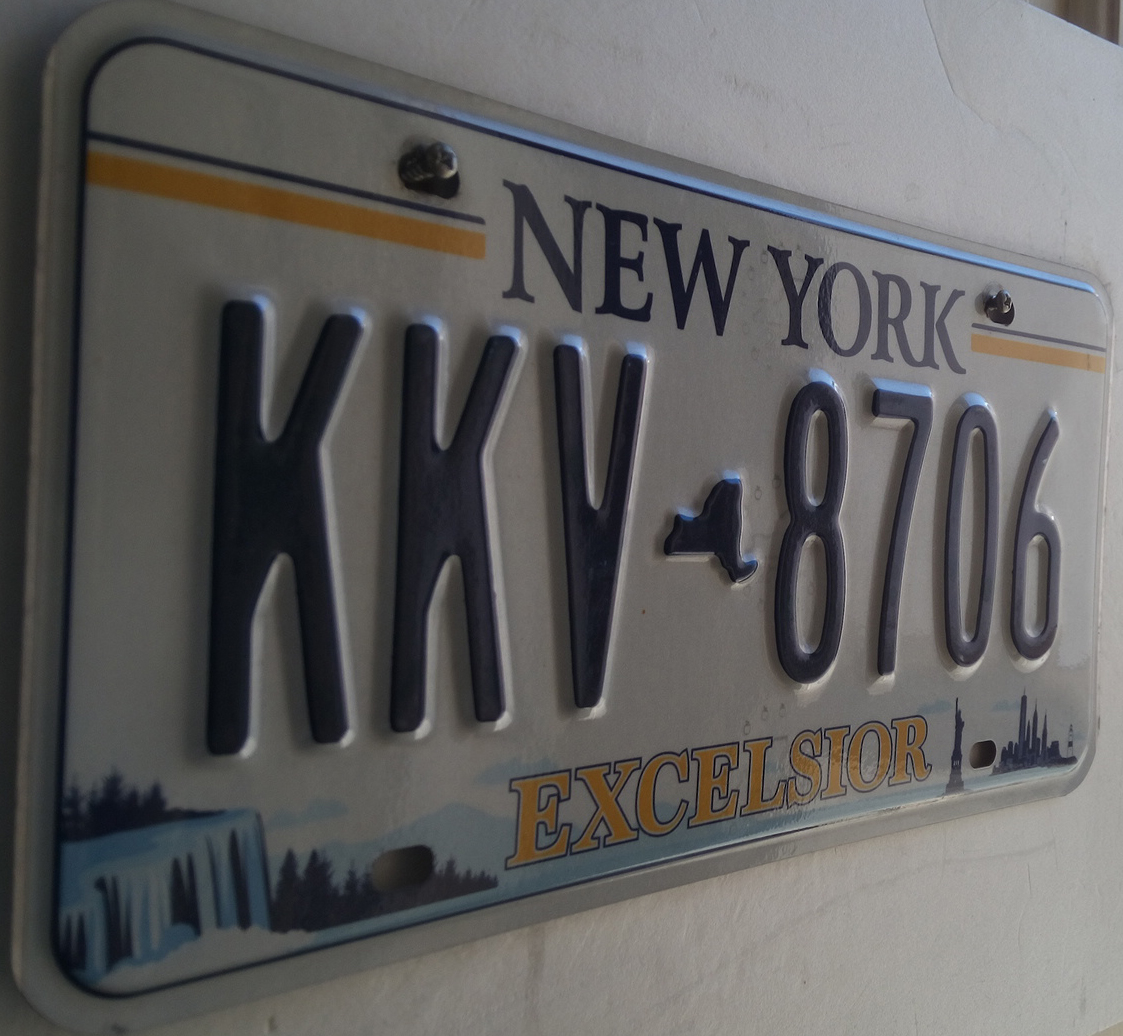 NEW YORK
KKV 8706
EXCELSIOR